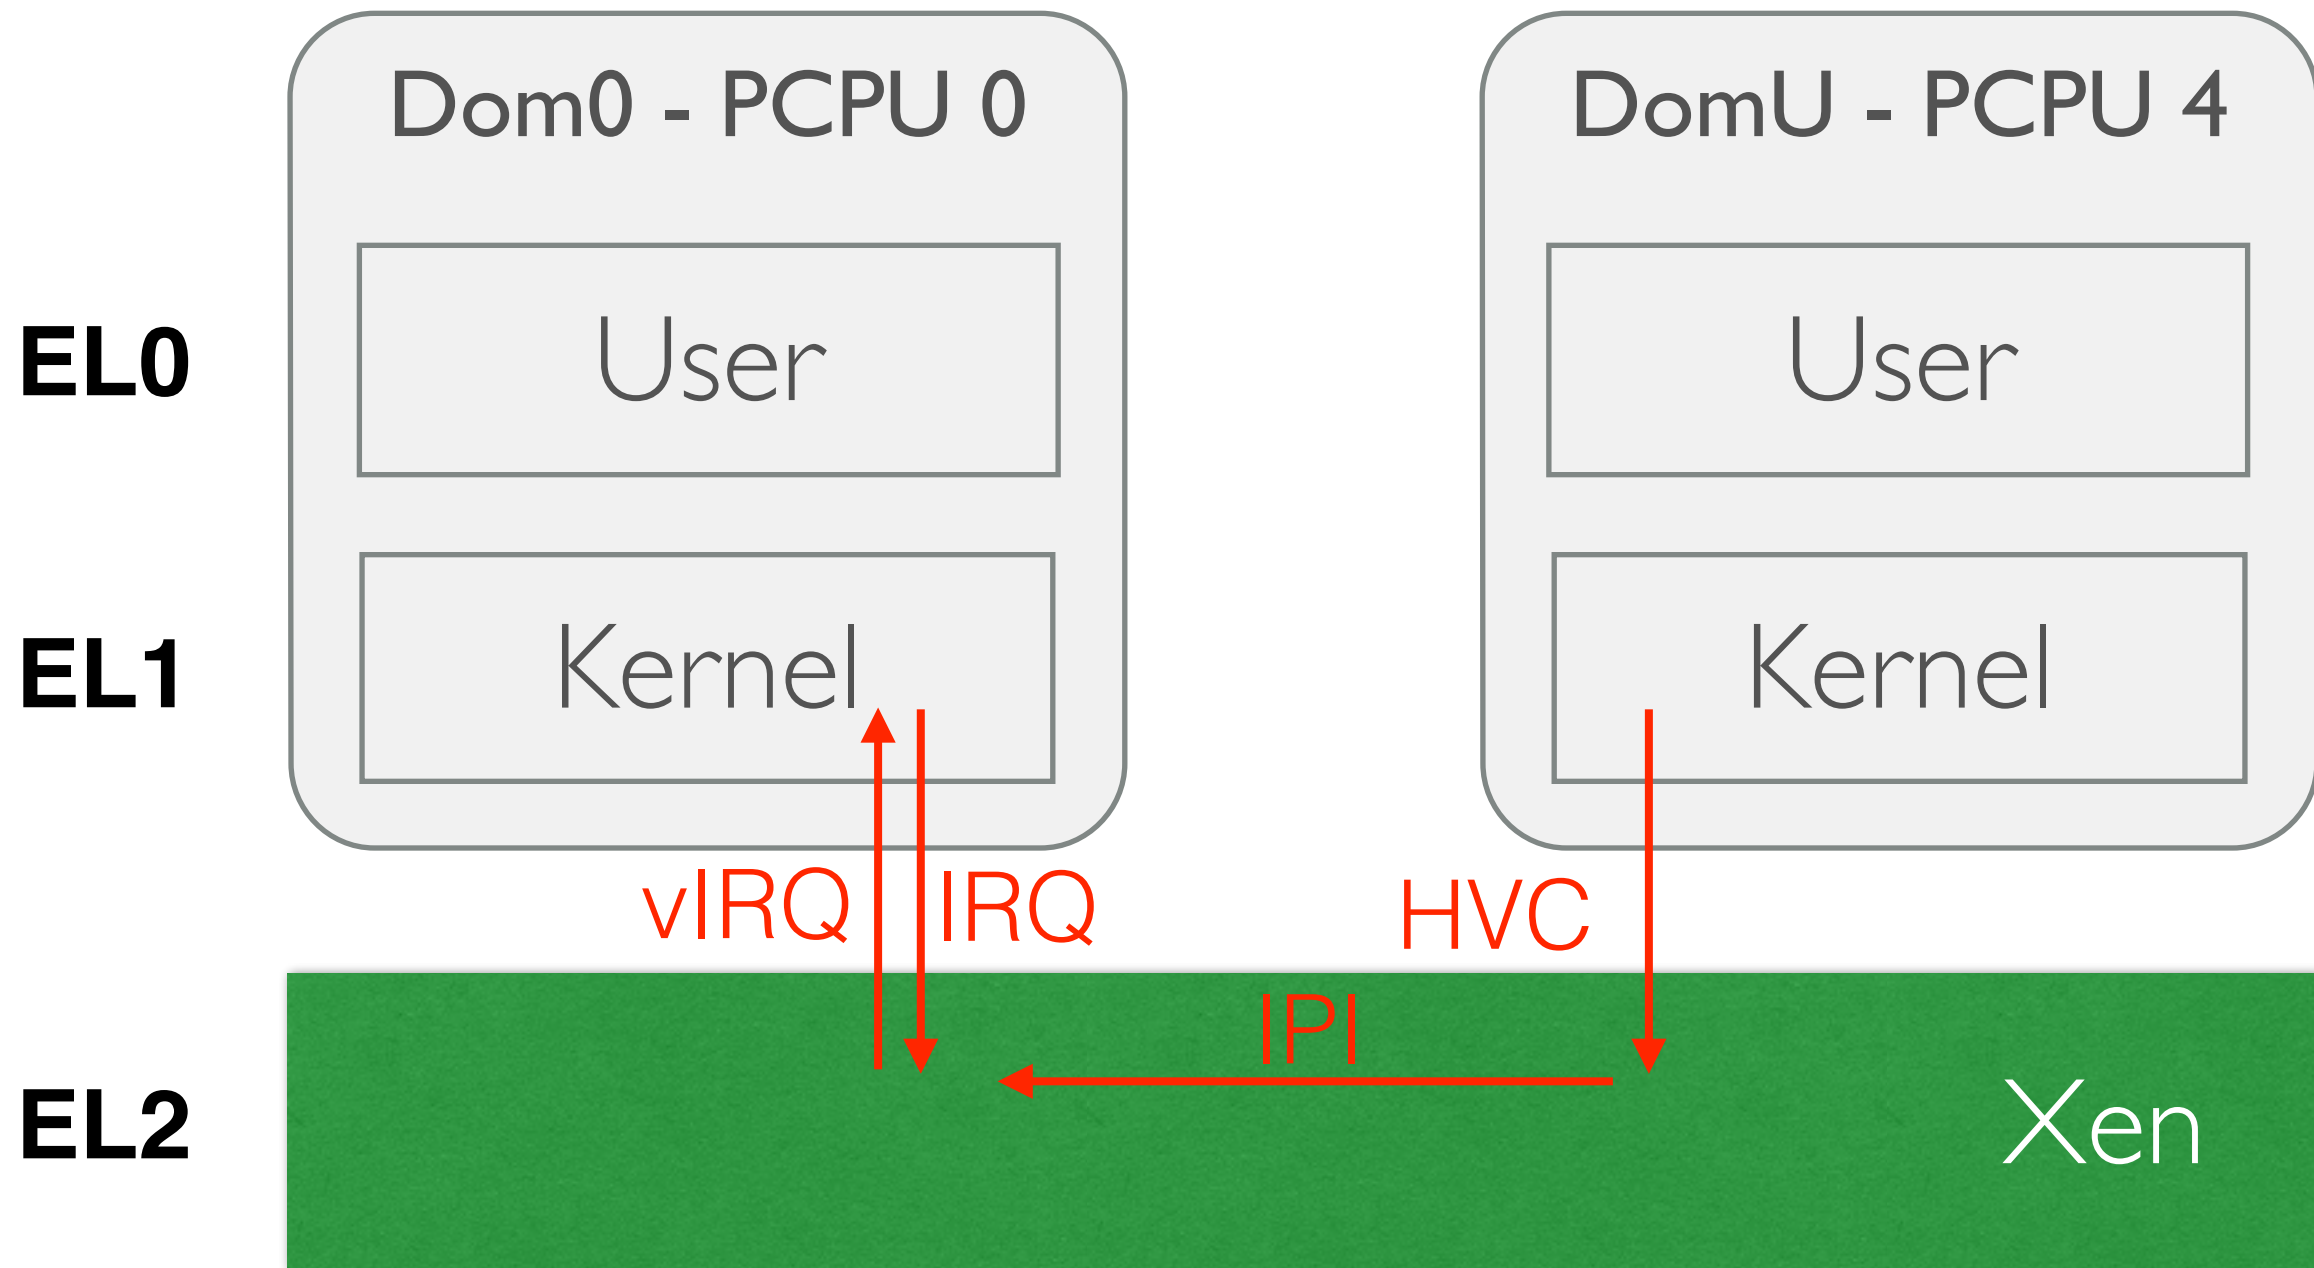 Dom0 - PCPU 0
DomU - PCPU 4
EL0
User
User
EL1
Kernel
Kernel
vIRQ
IRQ
HVC
IPI
EL2
Xen